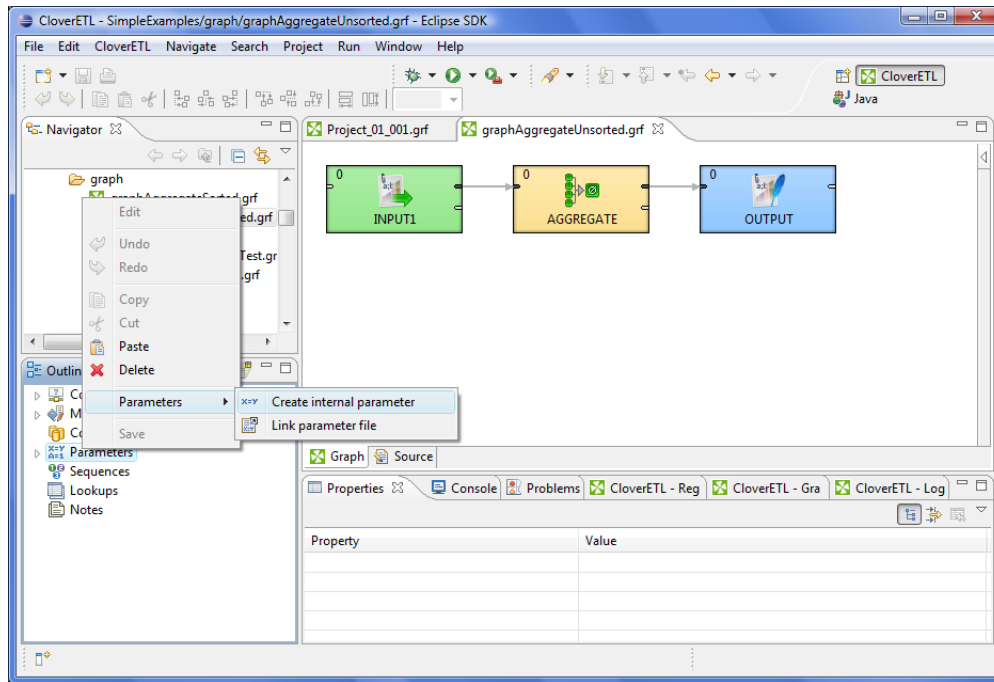 CloverETL - SimpleExamples/graph/graphAggregateUnsorted.grf - Eclipse SDK
File Edit CloverETL Navigate Search Project Run Window Help
CloverETL
Java
Navigator
graph
.grf
ed.grf
Test.gr
.grf
Edit
Undo
Redo
Copy
Cut
Paste
Delete
Parameters
Save
Create internal parameter
Link parameter file
Outlin
Co
M
Co
Parameters
Sequences
Lookups
Notes
Project_01_001.grf graphAggregateUnsorted.grf
0 0 0
INPUT1 AGGREGATE OUTPUT
Graph Source
Properties Console Problems CloverETL - Reg CloverETL - Gra CloverETL - Log
Property Value